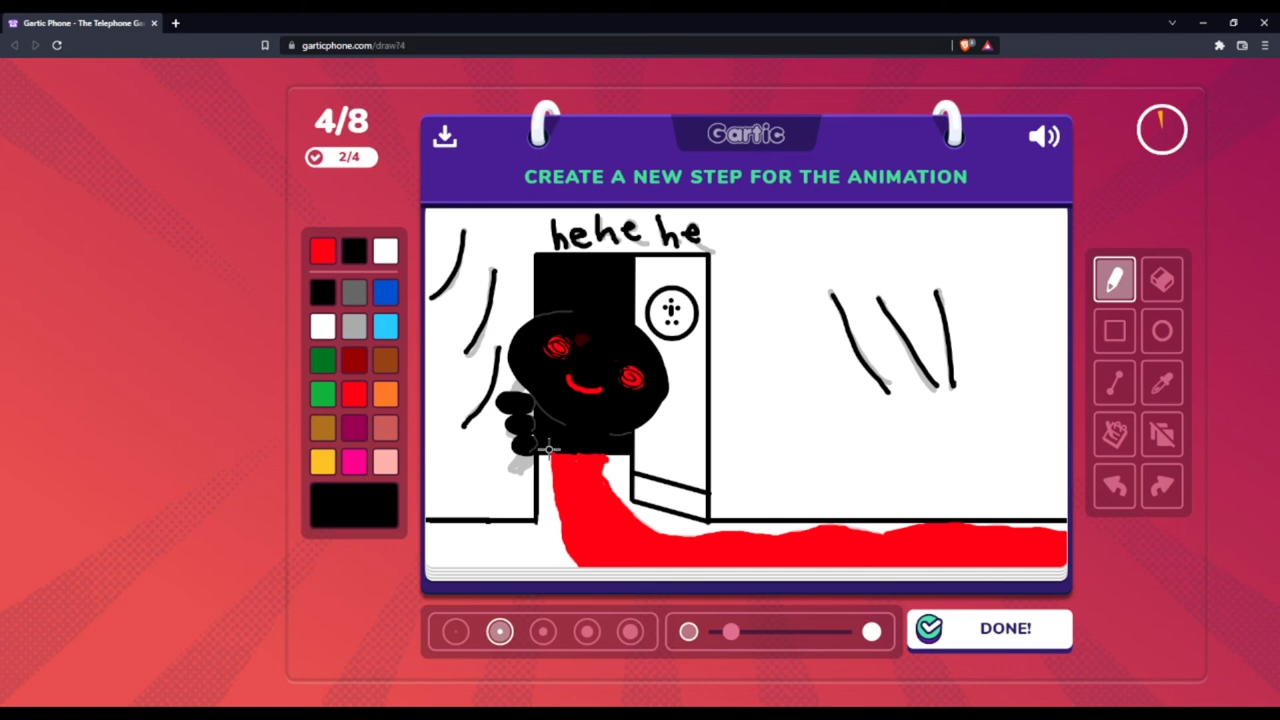 Gartic Phone - The Telephone Ga
garticphone.com/draw?4
4/8
2/4
Gartic
CREATE A NEW STEP FOR THE ANIMATION
hehe he
DONE!